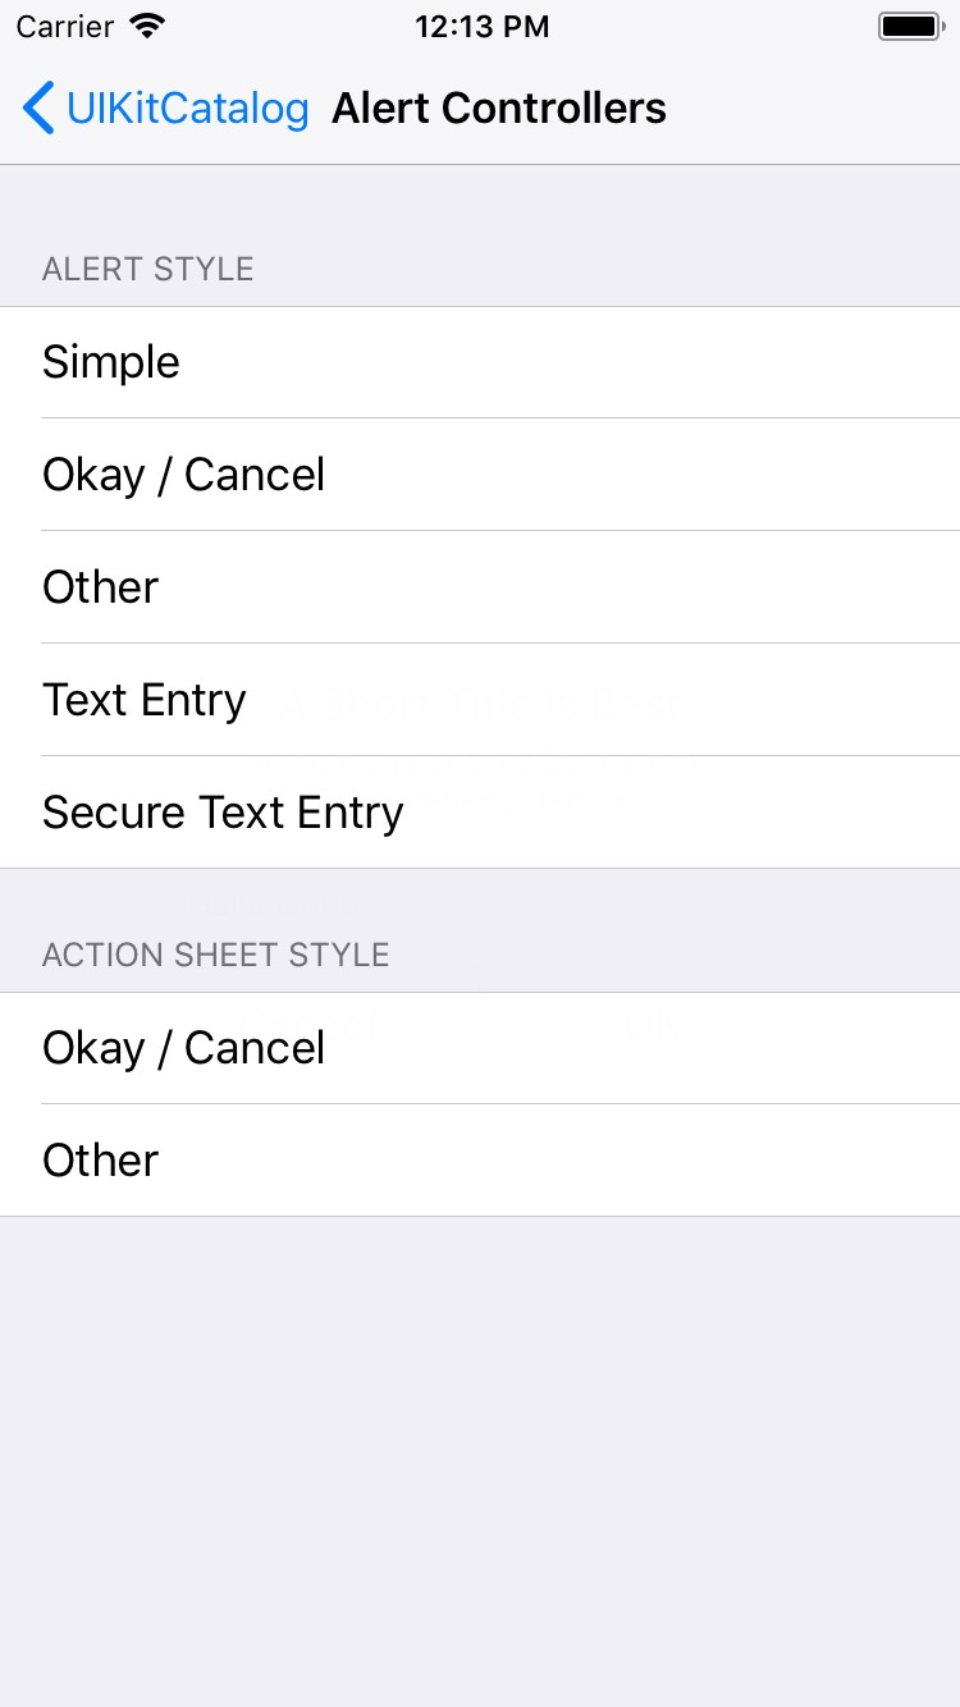 Carrier 12:13 PM
UIKitCatalog Alert Controllers
ALERT STYLE
Simple
Okay / Cancel
Other
Text Entry
Secure Text Entry
ACTION SHEET STYLE
Okay / Cancel
Other